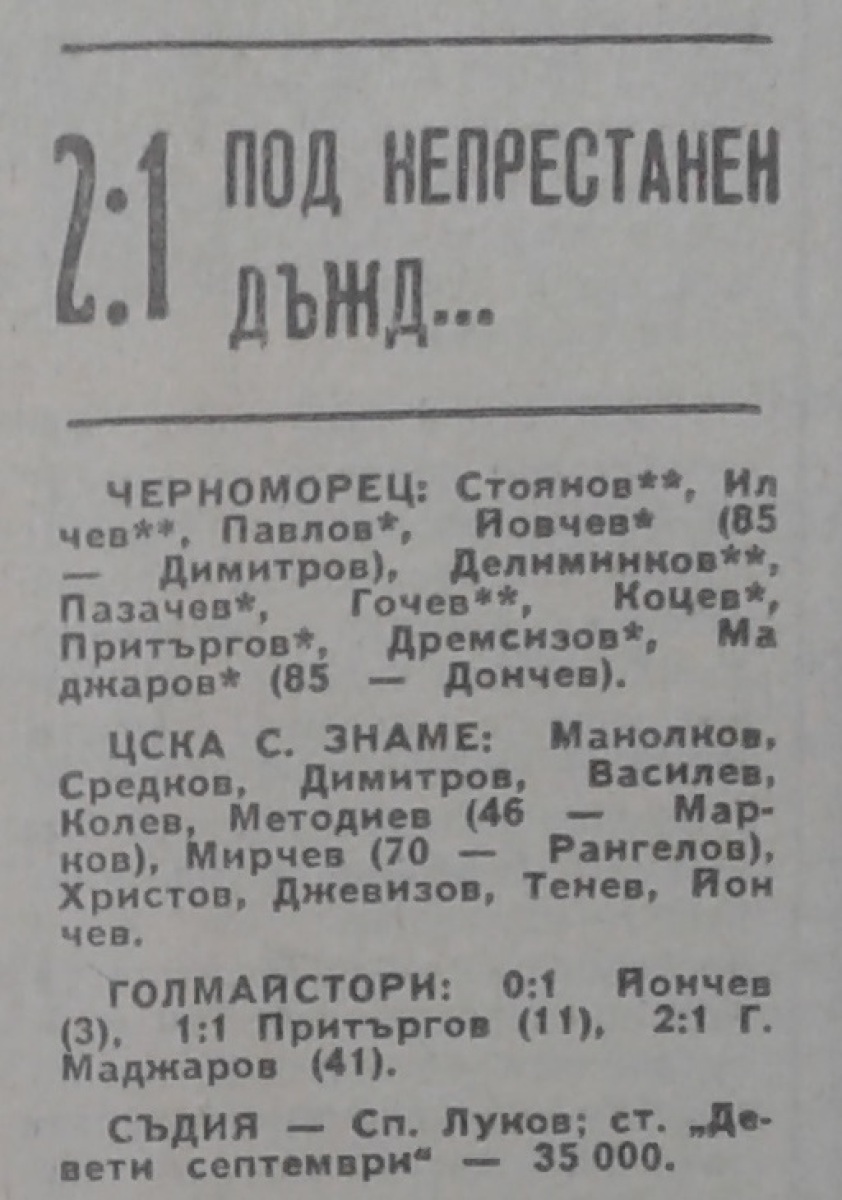 2:1 ПОД НЕПРЕСТАНЕН
ДЪЖД...
ЧЕРНОМОРЕЦ: Стоянов**, Ил
чев**, Павлов*, Йовчев* (85
— Димитров), Делиминков**,
Пазачев*, Гочев**, Коцев*,
Притъргов*, Дремсизов*, Ма
джаров* (85 — Дончев).
ЦСКА С. ЗНАМЕ: Манолков,
Средков, Димитров, Василев,
Колев, Методиев (46 — Мар-
ков), Мирчев (70 — Рангелов),
Христов, Джевизов, Тенев, Йон
чев.
ГОЛМАЙСТОРИ: 0:1 Йончев
(3), 1:1 Притъргов (11), 2:1 Г.
Маджаров (41).
СЪДИЯ — Сп. Луков; ст. „Де-
вети септември“ — 35 000.